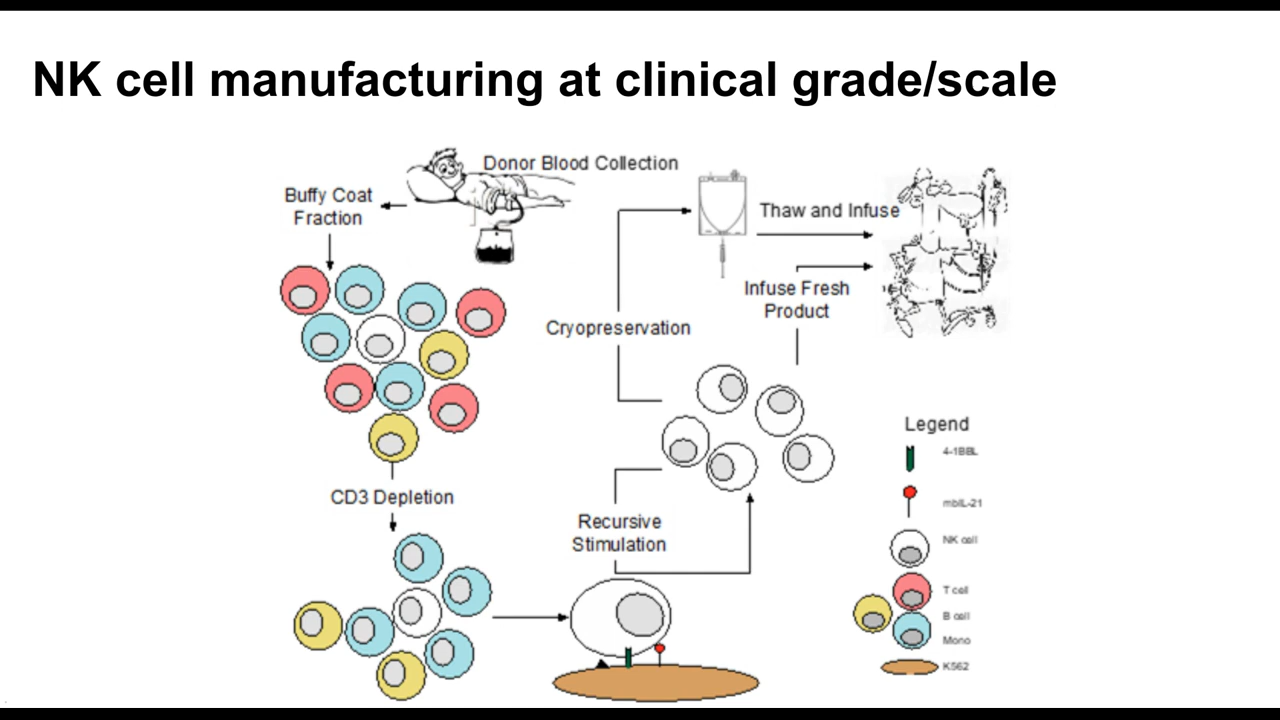 NK cell manufacturing at clinical grade/scale
Donor Blood Collection
Buffy Coat
Fraction
Thaw and Infuse
Infuse Fresh
Product
Cryopreservation
CD3 Depletion
Recursive
Stimulation
Legend
4-1BBL
mbIL-21
NK cell
T cell
B cell
Mono
K562